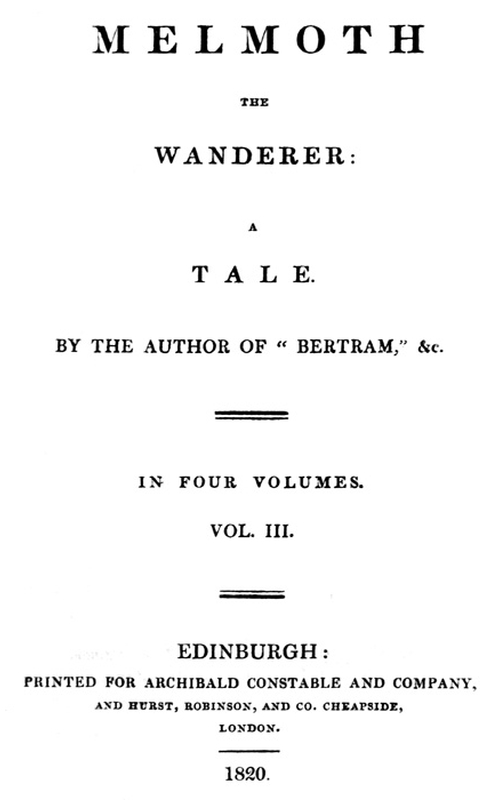 MELMOTH
THE
WANDERER:
A
TALE.
BY THE AUTHOR OF “ BERTRAM,” &c.
IN FOUR VOLUMES.
VOL. III.
EDINBURGH:
PRINTED FOR ARCHIBALD CONSTABLE AND COMPANY,
AND HURST, ROBINSON, AND CO. CHEAPSIDE,
LONDON.
1820.